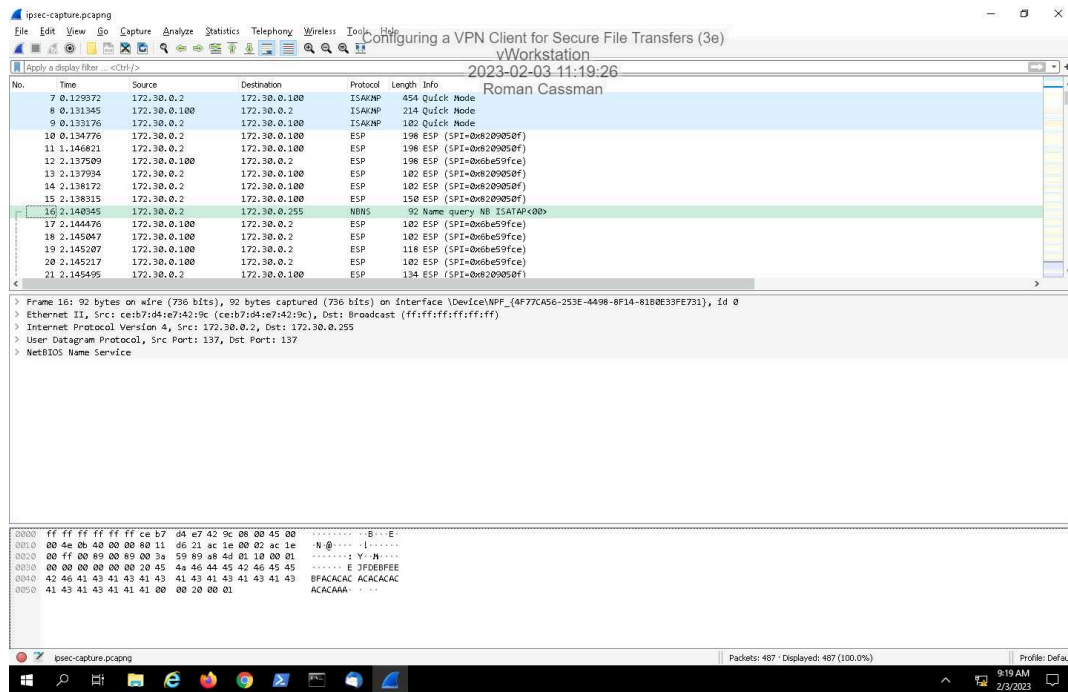 ipsec-capture.pcapng
File Edit View Go Capture Analyze Statistics Telephony Wireless Tools Help
Configuring a VPN Client for Secure File Transfers (3e)
vWorkstation
2023-02-03 11:19:26
Roman Cassman
Apply a display filter ... <Ctrl-/>
No. Time Source Destination Protocol Length Info
7 0.129372 172.30.0.2 172.30.0.100 ISAKMP 454 Quick Mode
8 0.131345 172.30.0.100 172.30.0.2 ISAKMP 214 Quick Mode
9 0.133176 172.30.0.2 172.30.0.100 ISAKMP 102 Quick Mode
10 0.134776 172.30.0.2 172.30.0.100 ESP 198 ESP (SPI=0x8209050f)
11 1.146821 172.30.0.2 172.30.0.100 ESP 198 ESP (SPI=0x8209050f)
12 2.137509 172.30.0.100 172.30.0.2 ESP 198 ESP (SPI=0x6be59fce)
13 2.137934 172.30.0.2 172.30.0.100 ESP 102 ESP (SPI=0x8209050f)
14 2.138172 172.30.0.2 172.30.0.100 ESP 102 ESP (SPI=0x8209050f)
15 2.138315 172.30.0.2 172.30.0.100 ESP 150 ESP (SPI=0x8209050f)
16 2.140345 172.30.0.2 172.30.0.255 NBNS 92 Name query NB ISATAP<00>
17 2.144476 172.30.0.100 172.30.0.2 ESP 102 ESP (SPI=0x6be59fce)
18 2.145047 172.30.0.100 172.30.0.2 ESP 102 ESP (SPI=0x6be59fce)
19 2.145207 172.30.0.100 172.30.0.2 ESP 118 ESP (SPI=0x6be59fce)
20 2.145217 172.30.0.100 172.30.0.2 ESP 102 ESP (SPI=0x6be59fce)
21 2.145495 172.30.0.2 172.30.0.100 ESP 134 ESP (SPI=0x8209050f)
> Frame 16: 92 bytes on wire (736 bits), 92 bytes captured (736 bits) on interface \Device\NPF_{4F77CA56-253E-4498-8F14-81B0E33FE731}, id 0
> Ethernet II, Src: ce:b7:d4:e7:42:9c (ce:b7:d4:e7:42:9c), Dst: Broadcast (ff:ff:ff:ff:ff:ff)
> Internet Protocol Version 4, Src: 172.30.0.2, Dst: 172.30.0.255
> User Datagram Protocol, Src Port: 137, Dst Port: 137
> NetBIOS Name Service
0000 ff ff ff ff ff ff ce b7 d4 e7 42 9c 08 00 45 00 ········ ··B···E·
0010 00 4e 0b 40 00 00 80 11 d6 21 ac 1e 00 02 ac 1e ·N·@···· ·!······
0020 00 ff 00 89 00 89 00 3a 59 89 a8 4d 01 10 00 01 ·······: Y··M····
0030 00 00 00 00 00 00 20 45 4a 46 44 45 42 46 45 45 ······ E JFDEBFEE
0040 42 46 41 43 41 43 41 43 41 43 41 43 41 43 41 43 BFACACAC ACACACAC
0050 41 43 41 43 41 41 41 00 00 20 00 01 ACACAAA· · ··
ipsec-capture.pcapng Packets: 487 · Displayed: 487 (100.0%) Profile: Defau
9:19 AM
2/3/2023